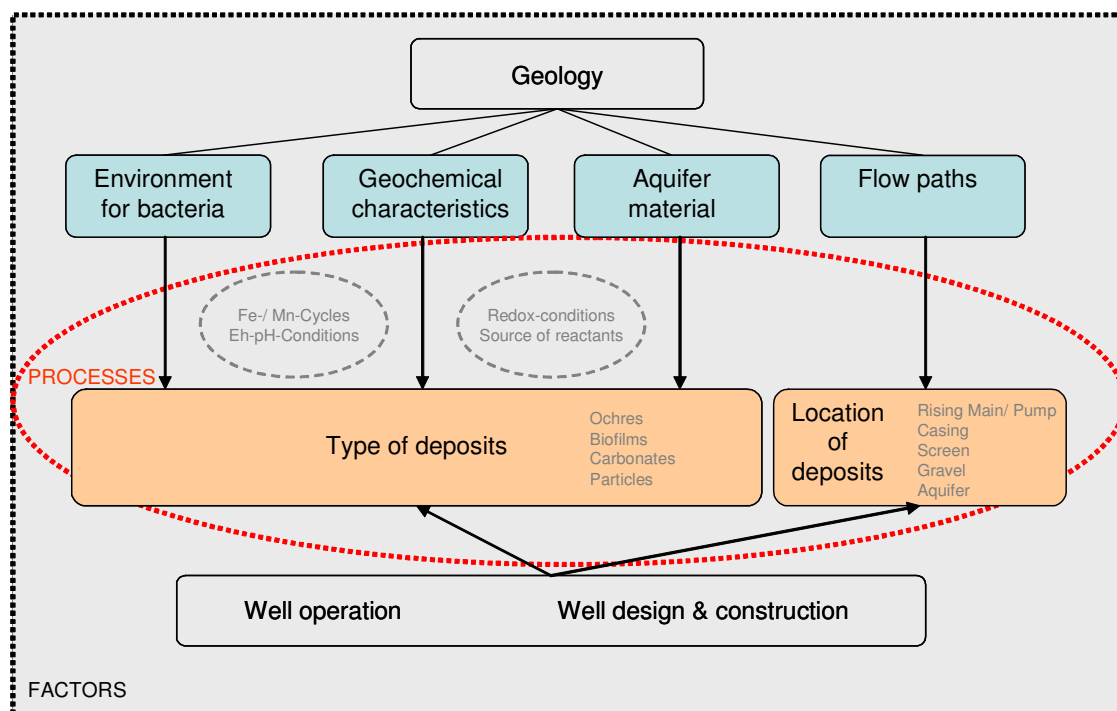 Geology
Environment
for bacteria
Geochemical
characteristics
Aquifer
material
Flow paths
Fe-/ Mn-Cycles
Eh-pH-Conditions
Redox-conditions
Source of reactants
PROCESSES
Type of deposits
Ochres
Biofilms
Carbonates
Particles
Location
of
deposits
Rising Main/ Pump
Casing
Screen
Gravel
Aquifer
Well operation
Well design & construction
FACTORS